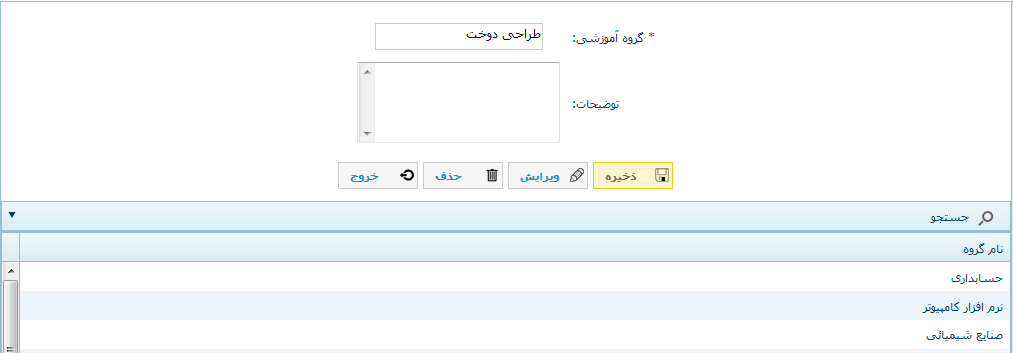 * گروه آموزشی: طراحی دوخت
توضیحات:
ذخیره ویرایش حذف خروج
جستجو
نام گروه
حسابداری
نرم افزار کامپیوتر
صنایع شیمیائی